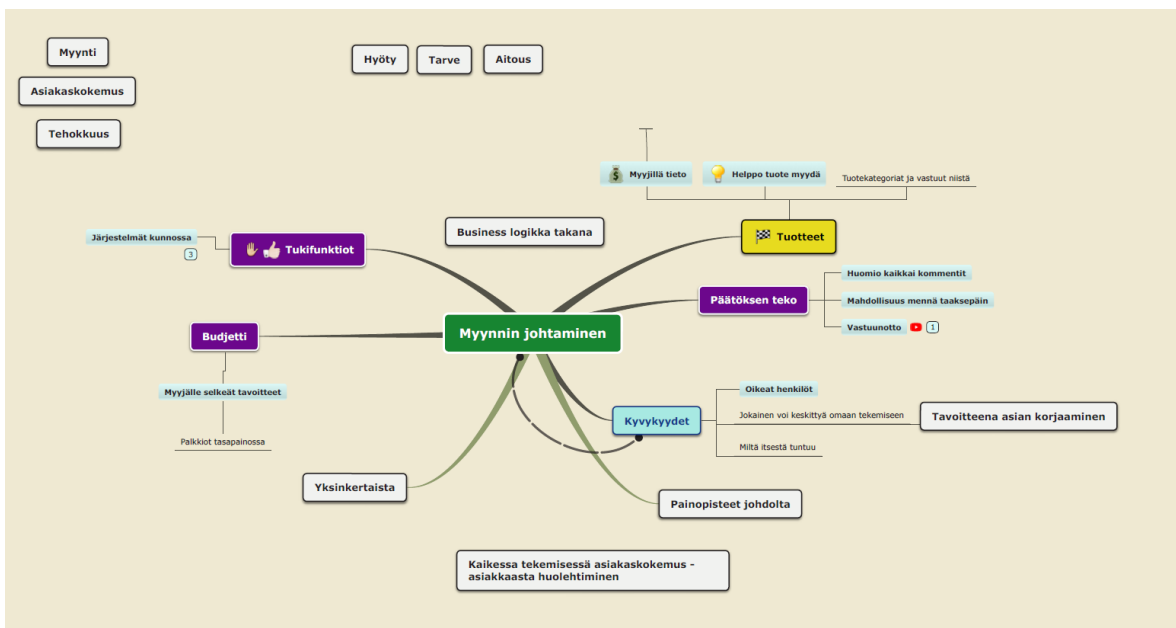 Myynti
Asiakaskokemus
Tehokkuus
Hyöty
Tarve
Aitous
Myyjillä tieto
Helppo tuote myydä
Tuotekategoriat ja vastuut niistä
Business logikka takana
Tuotteet
Järjestelmät kunnossa
3
Tukifunktiot
Huomio kaikkai kommentit
Päätöksen teko
Mahdollisuus mennä taaksepäin
Vastuunotto
1
Budjetti
Myynnin johtaminen
Myyjälle selkeät tavoitteet
Palkkiot tasapainossa
Oikeat henkilöt
Kyvykyydet
Jokainen voi keskittyä omaan tekemiseen
Tavoitteena asian korjaaminen
Miltä itsestä tuntuu
Yksinkertaista
Painopisteet johdolta
Kaikessa tekemisessä asiakaskokemus -
asiakkaasta huolehtiminen